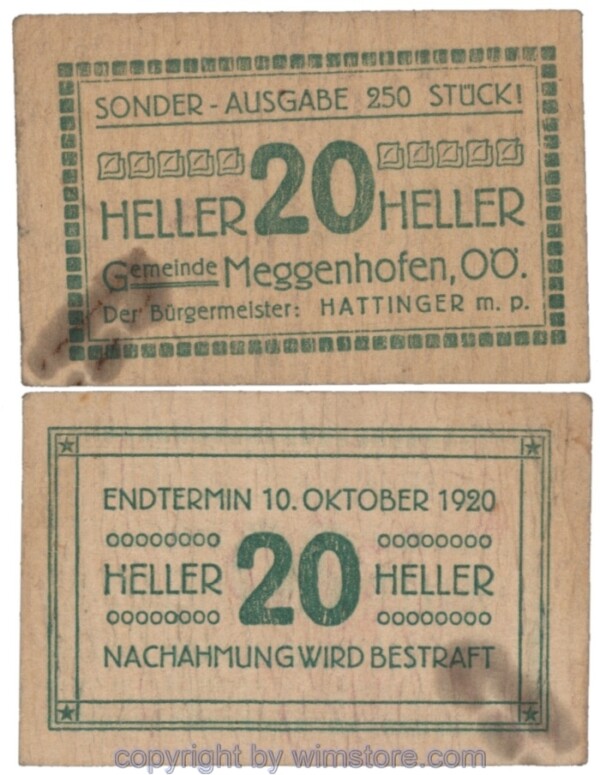 SONDER-AUSGABE 250 STÜCK!
HELLER 20 HELLER
Gemeinde Meggenhofen, OÖ.
Der Bürgermeister: HATTINGER m. p.
ENDTERMIN 10. OKTOBER 1920
HELLER 20 HELLER
NACHAHMUNG WIRD BESTRAFT
copyright by wimstore.com